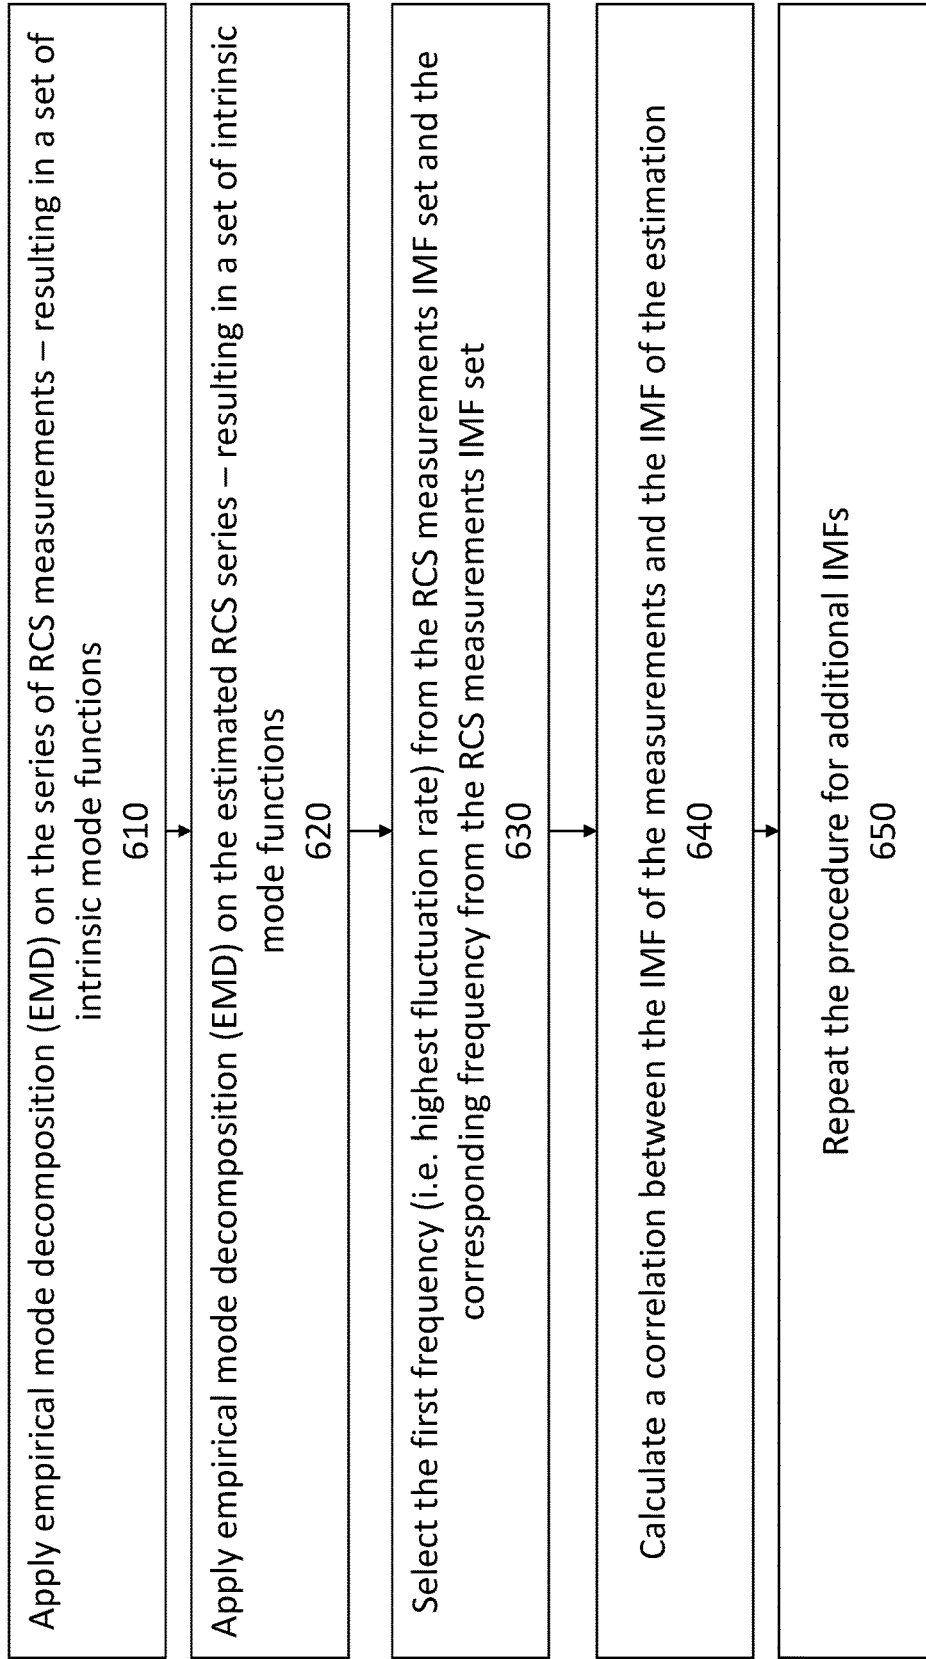 Apply empirical mode decomposition (EMD) on the series of RCS measurements – resulting in a set of
intrinsic mode functions
610
Apply empirical mode decomposition (EMD) on the estimated RCS series – resulting in a set of intrinsic
mode functions
620
Select the first frequency (i.e. highest fluctuation rate) from the RCS measurements IMF set and the
corresponding frequency from the RCS measurements IMF set
630
Calculate a correlation between the IMF of the measurements and the IMF of the estimation
640
Repeat the procedure for additional IMFs
650